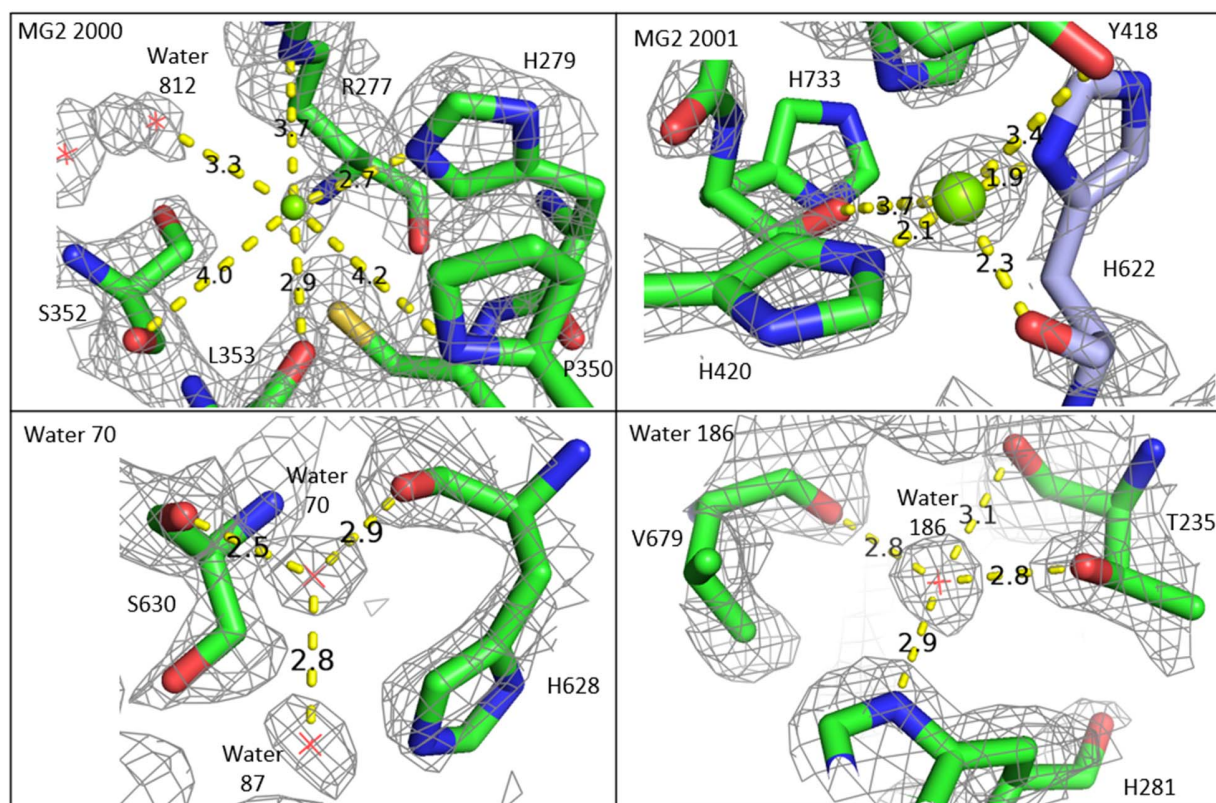 MG2 2000
Water
812
R277
H279
3.7
3.3
2.7
4.0
2.9
4.2
S352
L353
P350
MG2 2001
Y418
H733
3.4
1.9
3.7
2.1
2.3
H622
H420
Water 70
Water
70
2.5
2.9
S630
2.8
H628
Water
87
Water 186
Water
186
3.1
V679
2.8
T235
2.8
2.9
H281